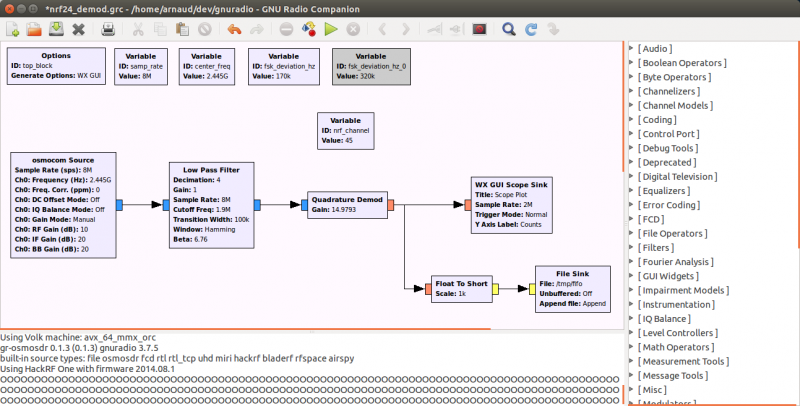 *nrf24_demod.grc - /home/arnaud/dev/gnuradio - GNU Radio Companion
Options
ID: top_block
Generate Options: WX GUI
Variable
ID: samp_rate
Value: 8M
Variable
ID: center_freq
Value: 2.445G
Variable
ID: fsk_deviation_hz
Value: 170k
Variable
ID: fsk_deviation_hz_0
Value: 320k
Variable
ID: nrf_channel
Value: 45
osmocom Source
Sample Rate (sps): 8M
Ch0: Frequency (Hz): 2.445G
Ch0: Freq. Corr. (ppm): 0
Ch0: DC Offset Mode: Off
Ch0: IQ Balance Mode: Off
Ch0: Gain Mode: Manual
Ch0: RF Gain (dB): 10
Ch0: IF Gain (dB): 20
Ch0: BB Gain (dB): 20
Low Pass Filter
Decimation: 4
Gain: 1
Sample Rate: 8M
Cutoff Freq: 1.9M
Transition Width: 100k
Window: Hamming
Beta: 6.76
Quadrature Demod
Gain: 14.9793
WX GUI Scope Sink
Title: Scope Plot
Sample Rate: 2M
Trigger Mode: Normal
Y Axis Label: Counts
Float To Short
Scale: 1k
File Sink
File: /tmp/fifo
Unbuffered: Off
Append file: Append
Using Volk machine: avx_64_mmx_orc
gr-osmosdr 0.1.3 (0.1.3) gnuradio 3.7.5
built-in source types: file osmosdr fcd rtl rtl_tcp uhd miri hackrf bladerf rfspace airspy
Using HackRF One with firmware 2014.08.1
[ Audio ]
[ Boolean Operators ]
[ Byte Operators ]
[ Channelizers ]
[ Channel Models ]
[ Coding ]
[ Control Port ]
[ Debug Tools ]
[ Deprecated ]
[ Digital Television ]
[ Equalizers ]
[ Error Coding ]
[ FCD ]
[ File Operators ]
[ Filters ]
[ Fourier Analysis ]
[ GUI Widgets ]
[ Impairment Models ]
[ Instrumentation ]
[ IQ Balance ]
[ Level Controllers ]
[ Math Operators ]
[ Measurement Tools ]
[ Message Tools ]
[ Misc ]
[ Modulators ]